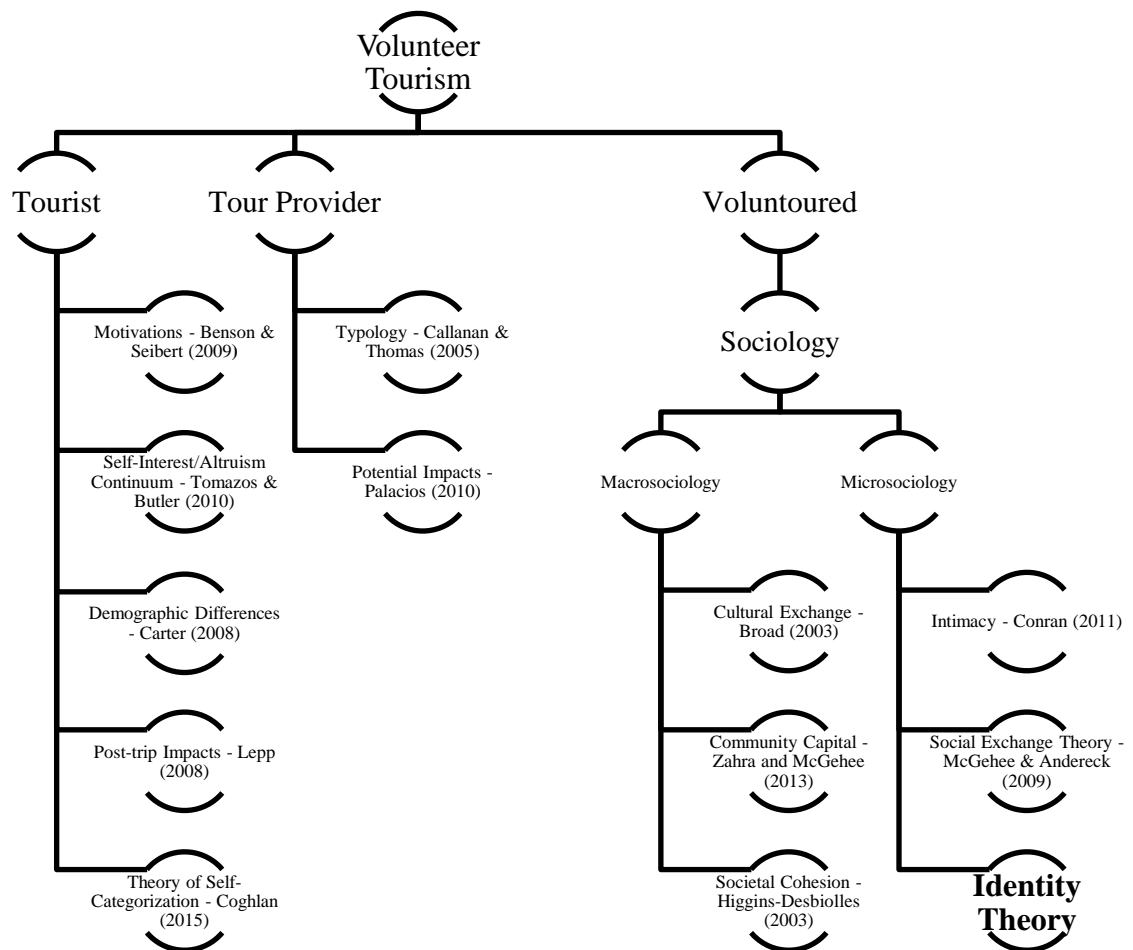 Volunteer
Tourism
Tourist
Tour Provider
Voluntoured
Motivations - Benson &
Seibert (2009)
Typology - Callanan &
Thomas (2005)
Sociology
Self-Interest/Altruism
Continuum - Tomazos &
Butler (2010)
Potential Impacts -
Palacios (2010)
Macrosociology
Microsociology
Demographic Differences
- Carter (2008)
Cultural Exchange -
Broad (2003)
Intimacy - Conran (2011)
Post-trip Impacts - Lepp
(2008)
Community Capital -
Zahra and McGehee
(2013)
Social Exchange Theory -
McGehee & Andereck
(2009)
Theory of Self-
Categorization - Coghlan
(2015)
Societal Cohesion -
Higgins-Desbiolles
(2003)
Identity
Theory